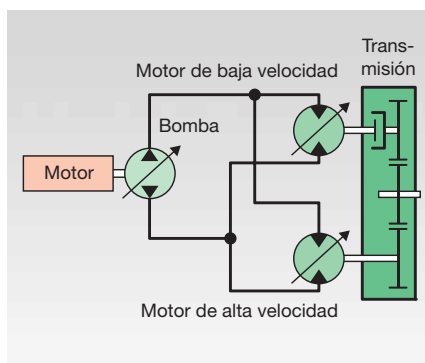 Trans-
misión
Motor de baja velocidad
Bomba
Motor
Motor de alta velocidad